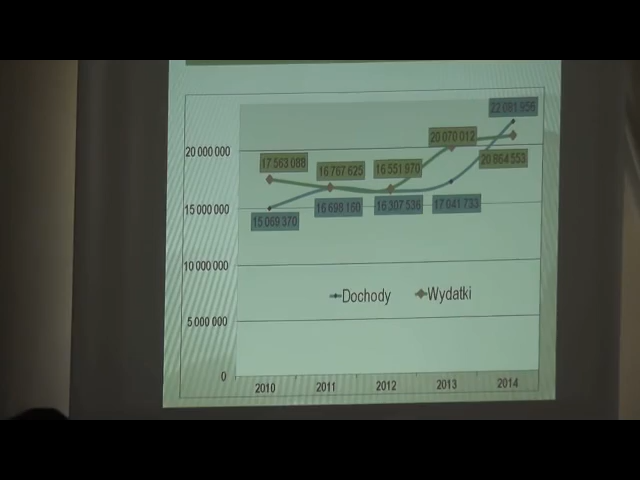 22 081 956
20 000 000
17 563 088
16 767 625
16 551 970
20 070 012
20 864 553
15 000 000
15 069 370
16 698 160
16 307 536
17 041 733
10 000 000
Dochody
Wydatki
5 000 000
0
2010
2011
2012
2013
2014